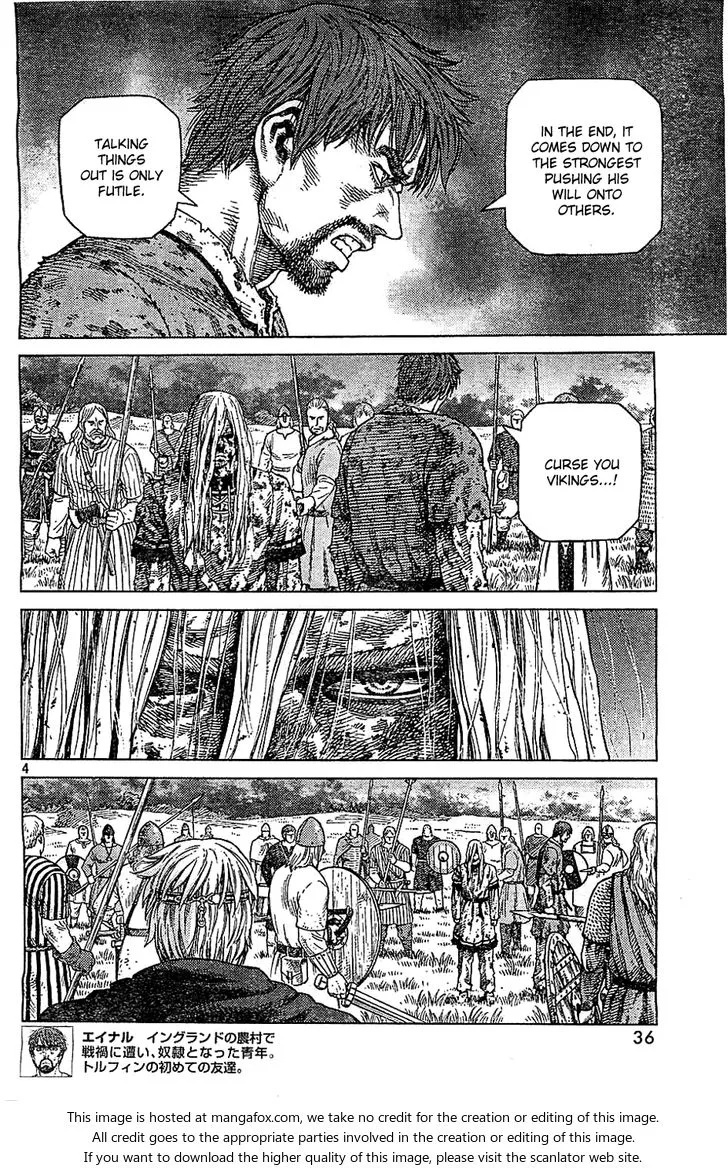 TALKING
THINGS
OUT IS ONLY
FUTILE.
IN THE END, IT
COMES DOWN TO
THE STRONGEST
PUSHING HIS
WILL ONTO
OTHERS.
CURSE YOU
VIKINGS...!
4
エイナル イングランドの農村で
戦禍に遭い、奴隷となった青年。
トルフィンの初めての友達。
36
This image is hosted at mangafox.com, we take no credit for the creation or editing of this image.
All credit goes to the appropriate parties involved in the creation or editing of this image.
If you want to download the higher quality of this image, please visit the scanlator web site.